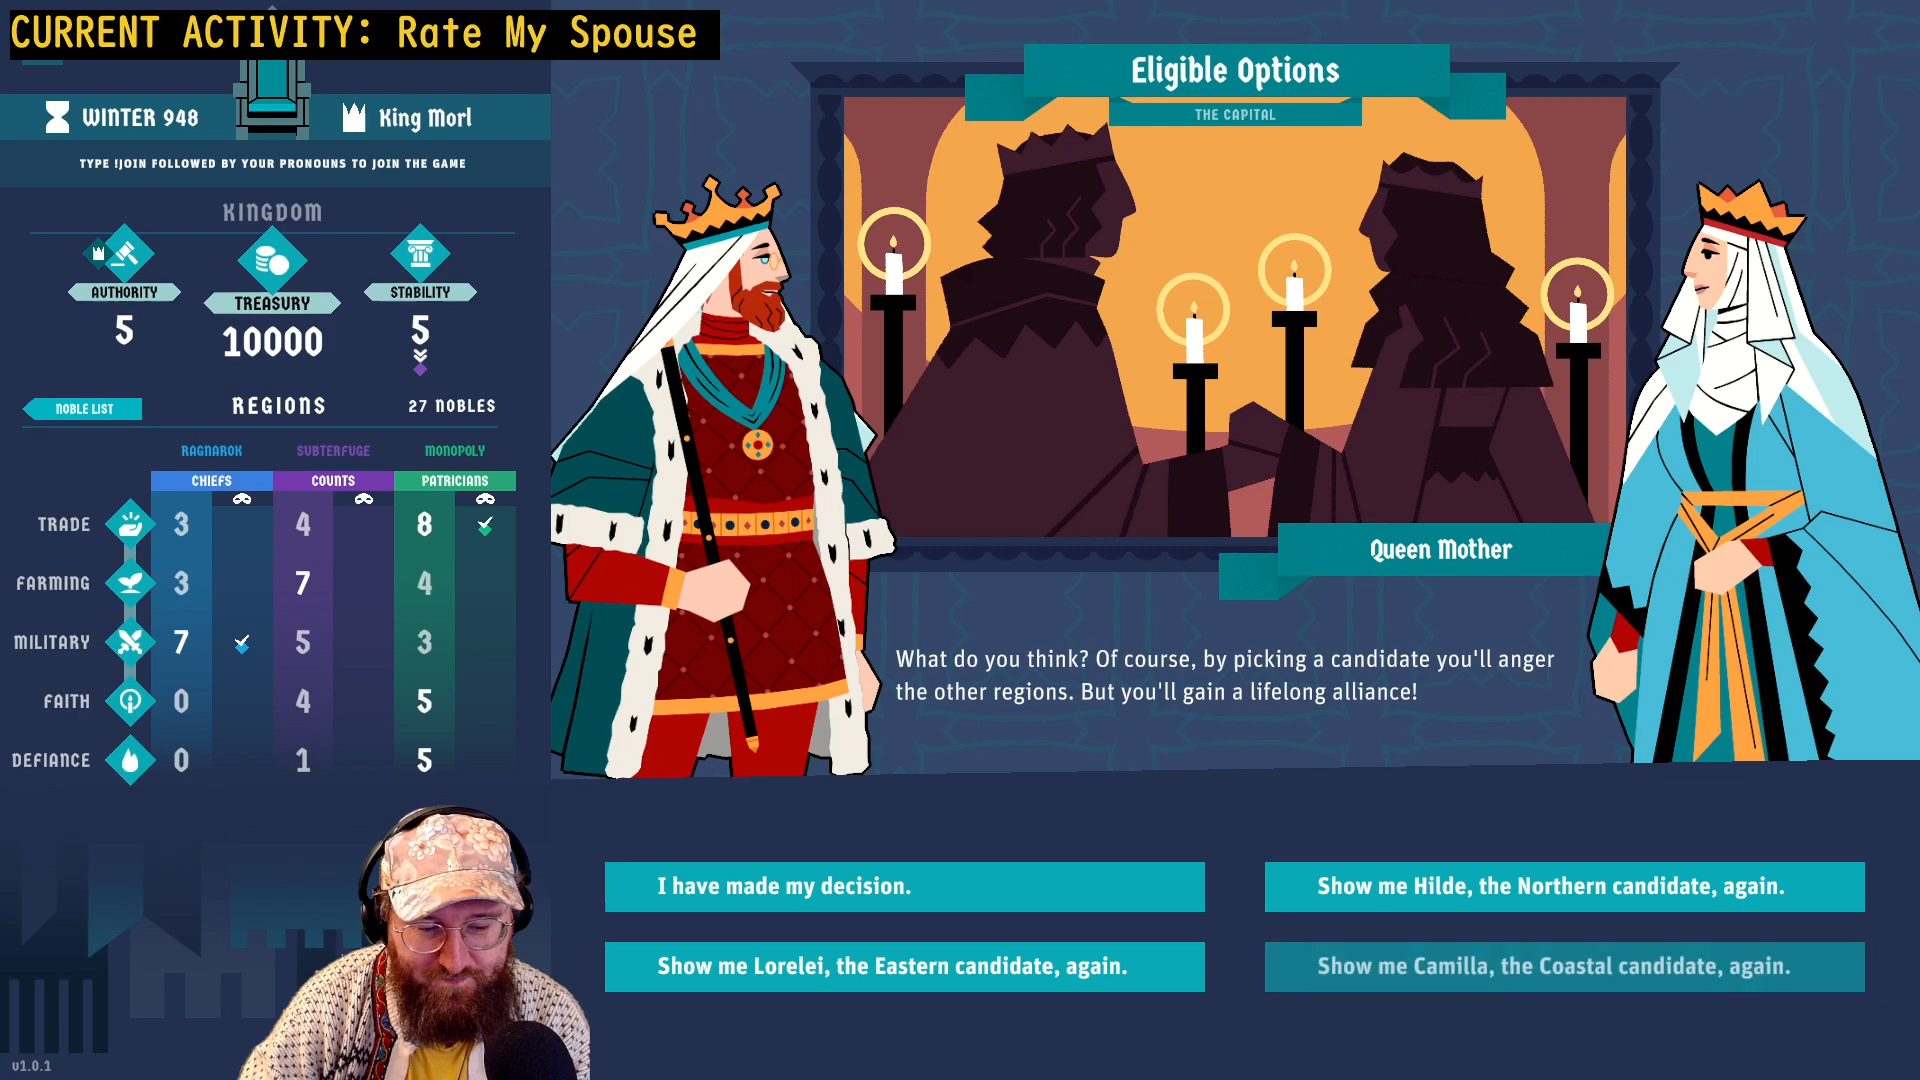 CURRENT ACTIVITY: Rate My Spouse
WINTER 948
King Morl
TYPE !JOIN FOLLOWED BY YOUR PRONOUNS TO JOIN THE GAME
KINGDOM
AUTHORITY
TREASURY
STABILITY
5
10000
5
NOBLE LIST
REGIONS
27 NOBLES
RAGNAROK
SUBTERFUGE
MONOPOLY
CHIEFS
COUNTS
PATRICIANS
TRADE 3 4 8
FARMING 3 7 4
MILITARY 7 5 3
FAITH 0 4 5
DEFIANCE 0 1 5
v1.0.1
Eligible Options
THE CAPITAL
Queen Mother
What do you think? Of course, by picking a candidate you'll anger
the other regions. But you'll gain a lifelong alliance!
I have made my decision.
Show me Hilde, the Northern candidate, again.
Show me Lorelei, the Eastern candidate, again.
Show me Camilla, the Coastal candidate, again.